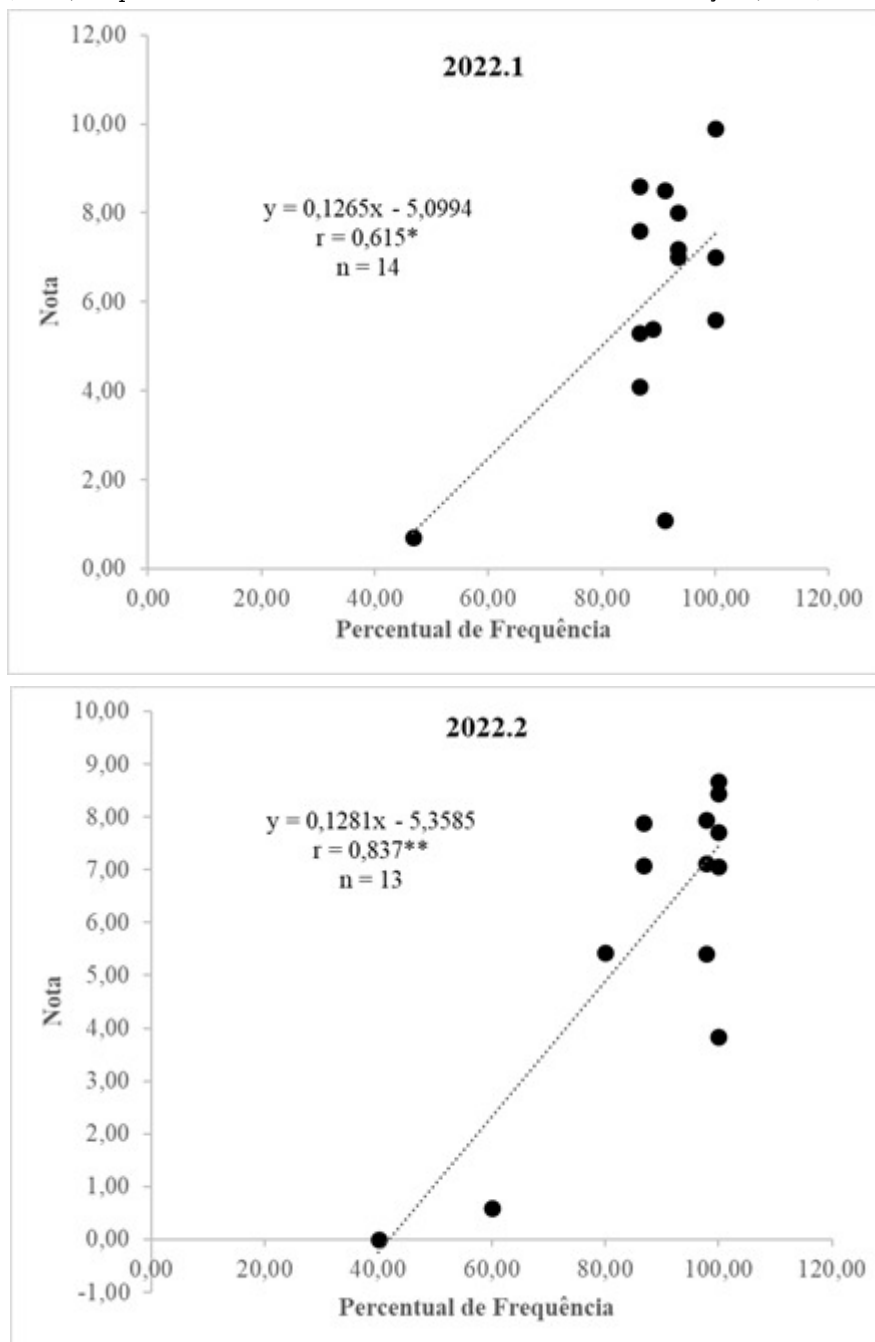 2022.1
12,00
10,00
8,00
6,00
4,00
2,00
0,00
y = 0,1265x - 5,0994
r = 0,615*
n = 14
Nota
0,00 20,00 40,00 60,00 80,00 100,00 120,00
Percentual de Frequência
2022.2
10,00
9,00
8,00
7,00
6,00
5,00
4,00
3,00
2,00
1,00
0,00
-1,00
y = 0,1281x - 5,3585
r = 0,837**
n = 13
Nota
0,00 20,00 40,00 60,00 80,00 100,00 120,00
Percentual de Frequência